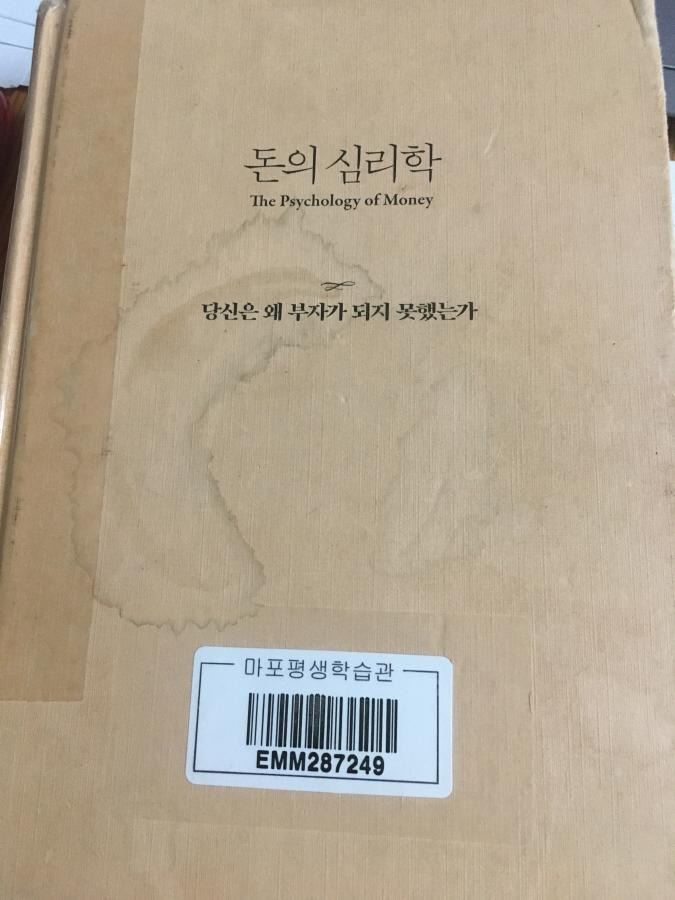 돈의 심리학
The Psychology of Money
당신은 왜 부자가 되지 못했는가
마포평생학습관
EMM287249